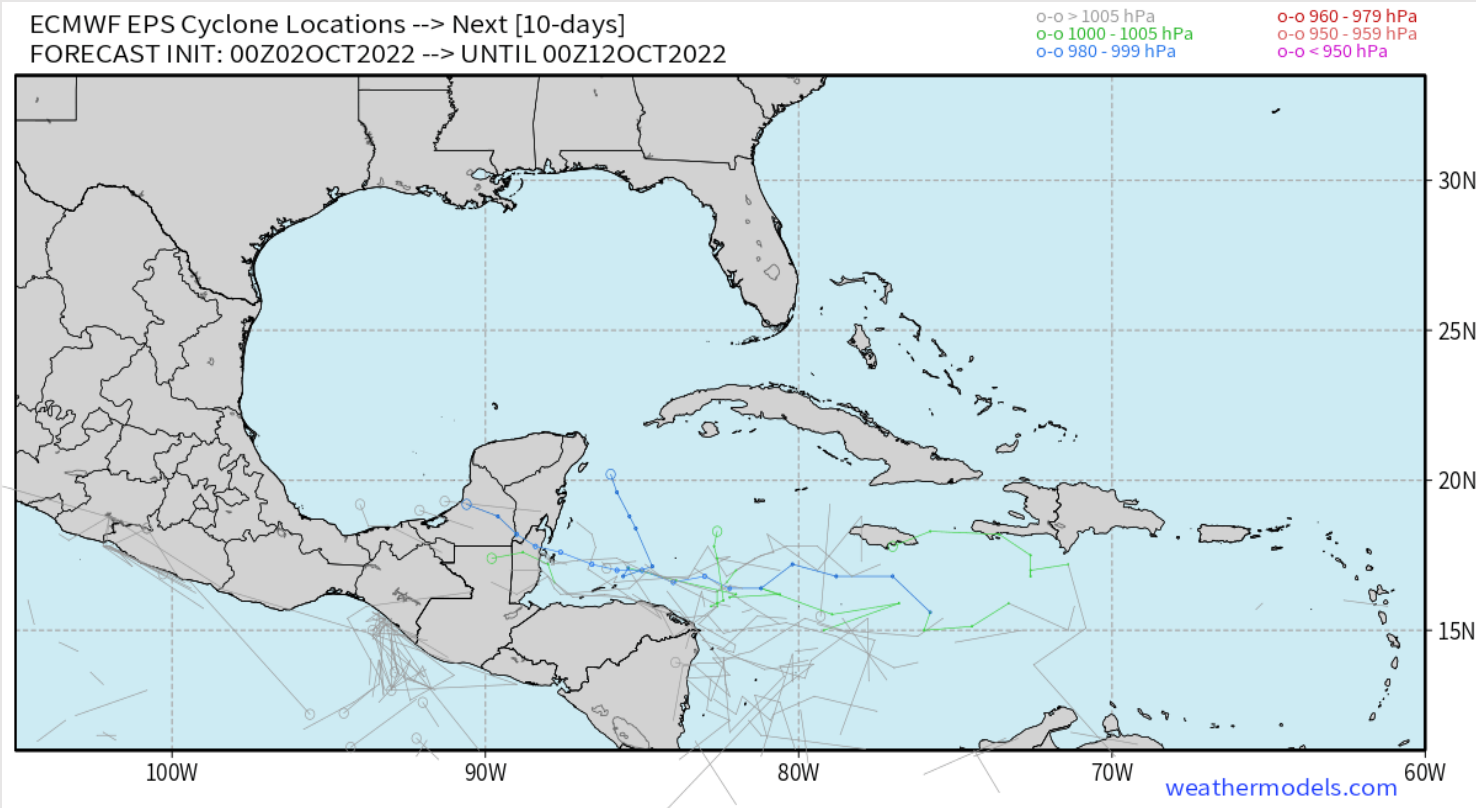 ECMWF EPS Cyclone Locations --> Next [10-days]
FORECAST INIT: 00Z02OCT2022 --> UNTIL 00Z12OCT2022
o-o > 1005 hPa
o-o 1000 - 1005 hPa
o-o 980 - 999 hPa
o-o 960 - 979 hPa
o-o 950 - 959 hPa
o-o < 950 hPa
30N
25N
20N
15N
100W
90W
80W
70W
60W
weathermodels.com